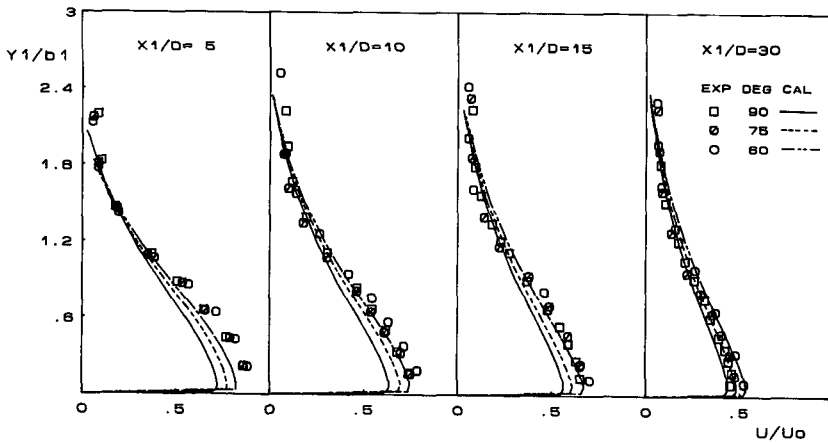 3
Y1/b1
X1/D= 5
X1/D=10
X1/D=15
X1/D=30
2.4
EXP DEG CAL
90
75
60
1.8
1.2
.6
0
.5
0
.5
0
.5
0
.5
U/Uo